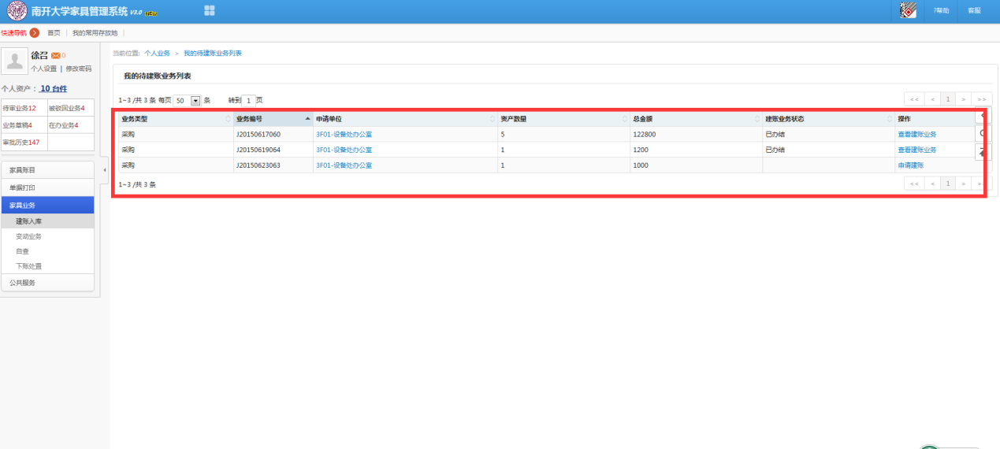 南开大学家具管理系统 V3.0 NEW ?帮助 客服
快速导航 首页 | 我的常用存放地 |
徐召 0
个人设置 | 修改密码
个人资产： 10 台件
待审业务12 被驳回业务4
业务草稿4 在办业务4
审批历史147
家具账目
单据打印
家具业务
建账入库
变动业务
自查
下账处置
公共服务
当前位置: 个人业务 > 我的待建账业务列表
我的待建账业务列表
1~3 /共 3 条 每页 50 条 转到 1 页 << < 1 > >>
业务类型 业务编号 申请单位 资产数量 总金额 建账业务状态 操作
采购 J20150617060 3F01-设备处办公室 5 122800 已办结 查看建账业务
采购 J20150619064 3F01-设备处办公室 1 1200 已办结 查看建账业务
采购 J20150623063 3F01-设备处办公室 1 1000 申请建账
1~3 /共 3 条 << < 1 > >>